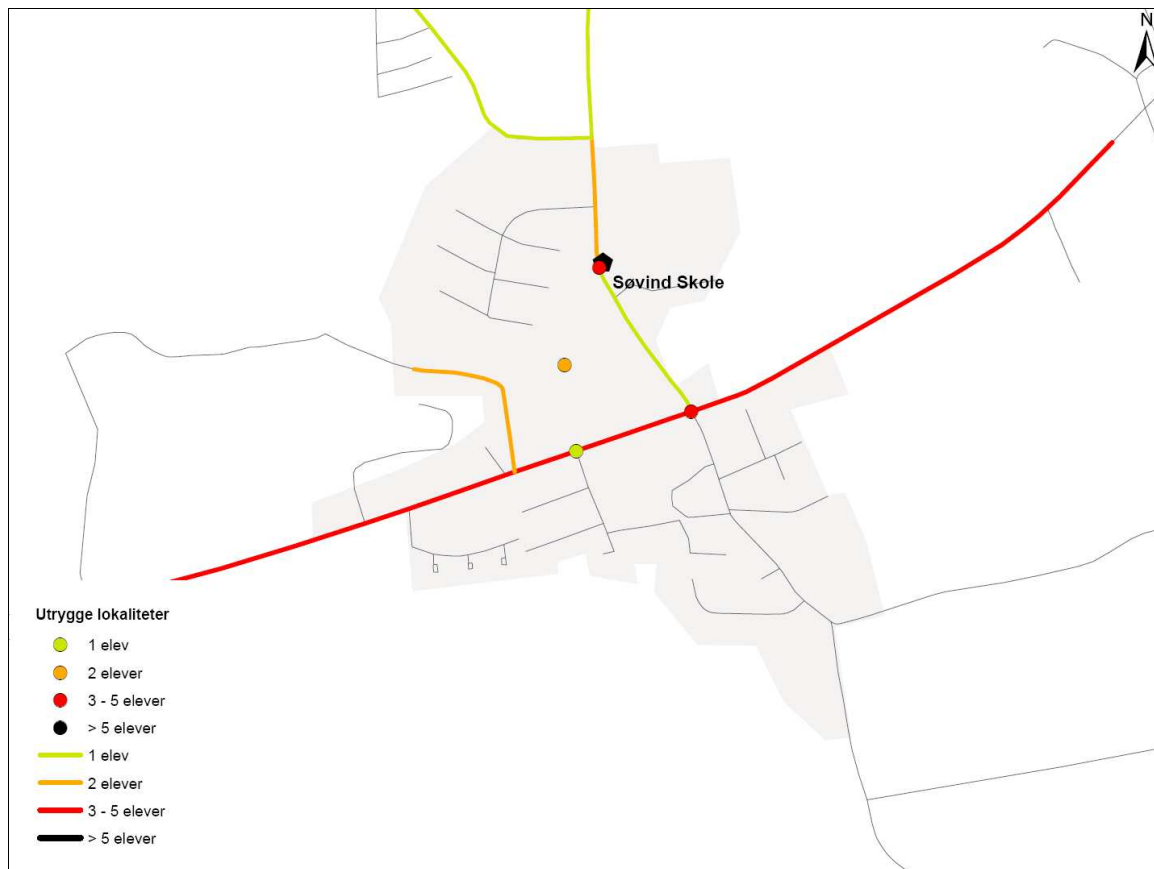 N
Søvind Skole
Utrygge lokaliteter
1 elev
2 elever
3 - 5 elever
> 5 elever
1 elev
2 elever
3 - 5 elever
> 5 elever